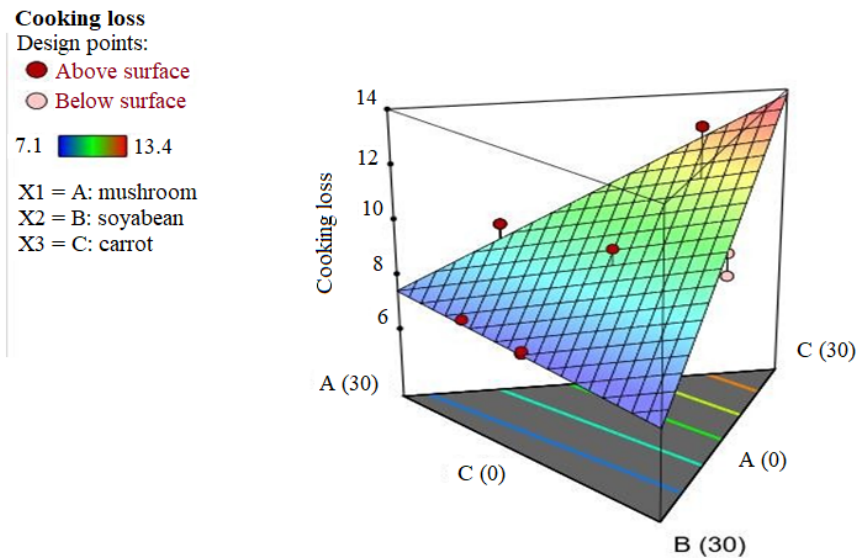 Cooking loss
Design points:
Above surface
Below surface
7.1 13.4
X1 = A: mushroom
X2 = B: soyabean
X3 = C: carrot
Cooking loss
14
12
10
8
6
A (30)
C (30)
C (0)
A (0)
B (30)